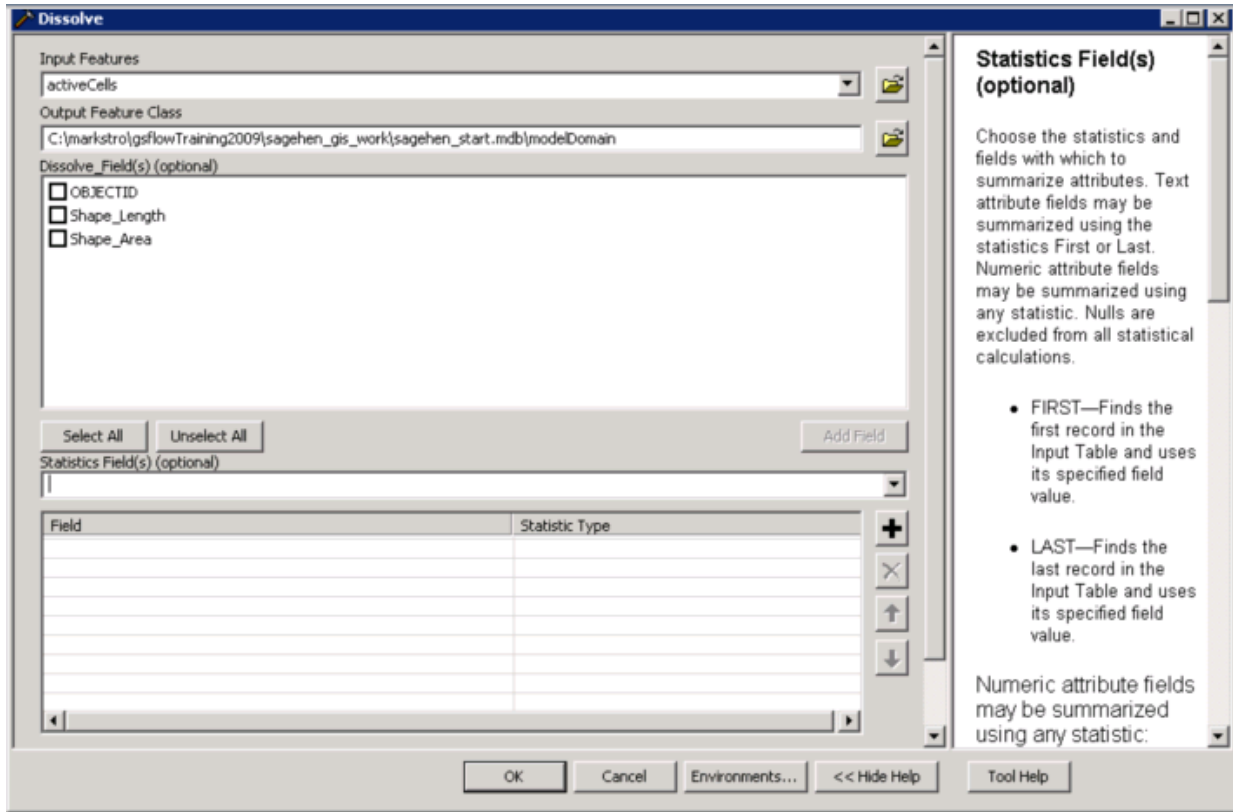 Dissolve
Input Features
activeCells
Output Feature Class
C:\markstro\gsflowTraining2009\sagehen_gis_work\sagehen_start.mdb\modelDomain
Dissolve_Field(s) (optional)
OBJECTID
Shape_Length
Shape_Area
Select All
Unselect All
Add Field
Statistics Field(s) (optional)
Field
Statistic Type
OK
Cancel
Environments...
<< Hide Help
Tool Help
Statistics Field(s)
(optional)
Choose the statistics and
fields with which to
summarize attributes. Text
attribute fields may be
summarized using the
statistics First or Last.
Numeric attribute fields
may be summarized using
any statistic. Nulls are
excluded from all statistical
calculations.
• FIRST—Finds the
first record in the
Input Table and uses
its specified field
value.
• LAST—Finds the
last record in the
Input Table and uses
its specified field
value.
Numeric attribute fields
may be summarized
using any statistic: